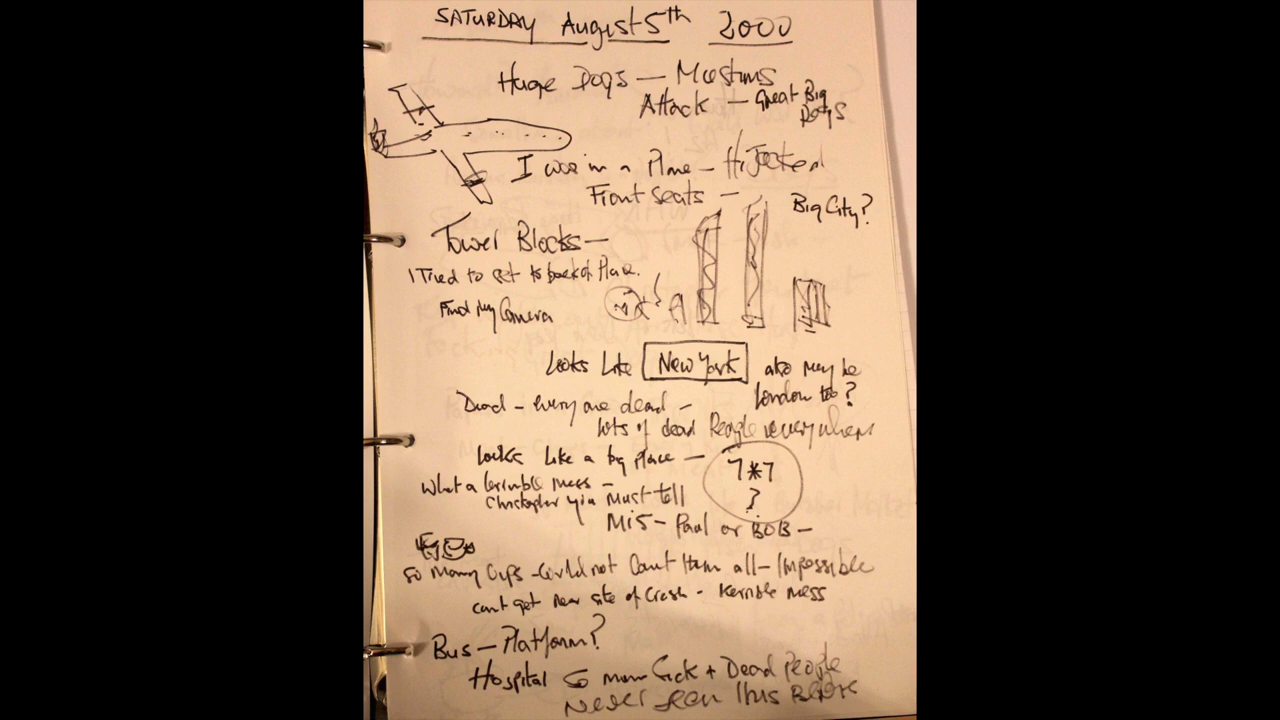 SATURDAY August 5th 2000
Huge Dogs — Muslims
Attack — Great Big Dogs
I was in a Plane — HiJacked
Front Seats —
Big City?
Tower Blocks —
I Tried to get to back of Plane.
Find My Camera
Looks Like New York also may be
London too?
Dead - every one dead -
lots of dead People everywhere
looks Like a big place —
7*7
?
What a terrible mess -
Christopher you Must tell
Mi5 - Paul or BOB -
So Many Cups - Could not Count them all - Impossible
cant get near site of Crash - terrible mess
Bus — Platform?
Hospital So many Sick + Dead People
Never seen This Before